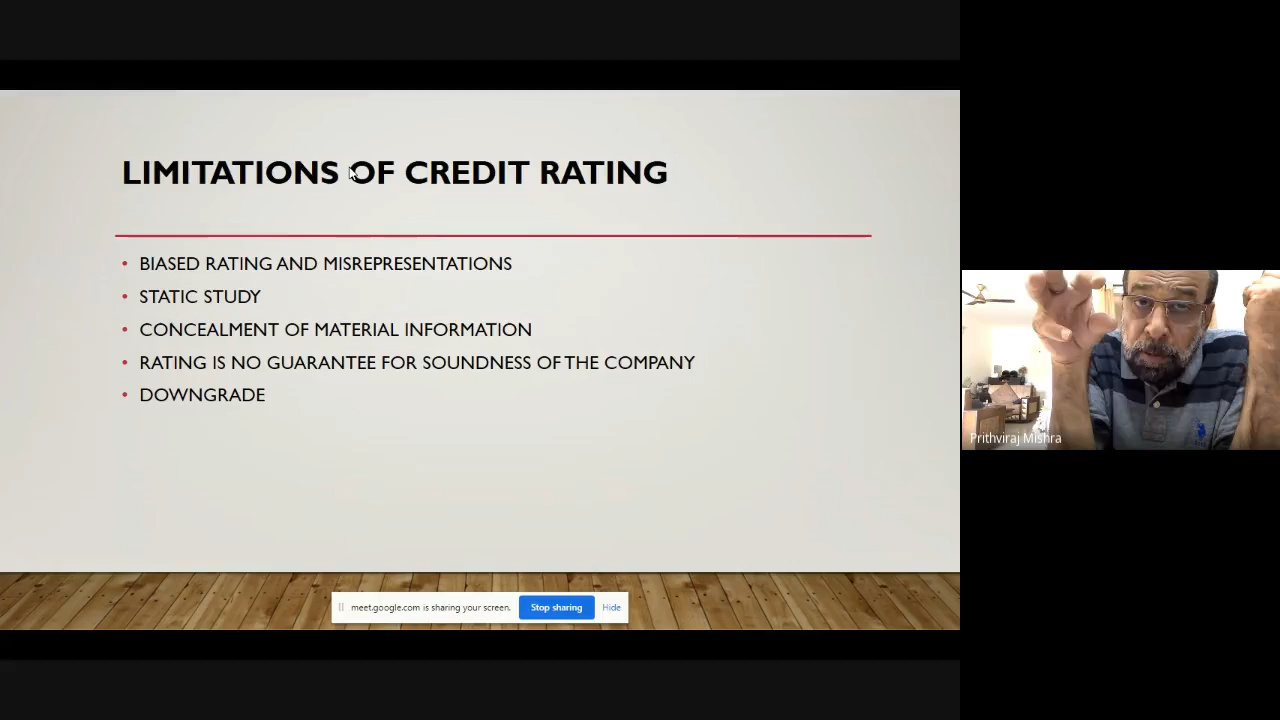 LIMITATIONS OF CREDIT RATING
• BIASED RATING AND MISREPRESENTATIONS
• STATIC STUDY
• CONCEALMENT OF MATERIAL INFORMATION
• RATING IS NO GUARANTEE FOR SOUNDNESS OF THE COMPANY
• DOWNGRADE
Prithviraj Mishra
meet.google.com is sharing your screen. Stop sharing Hide